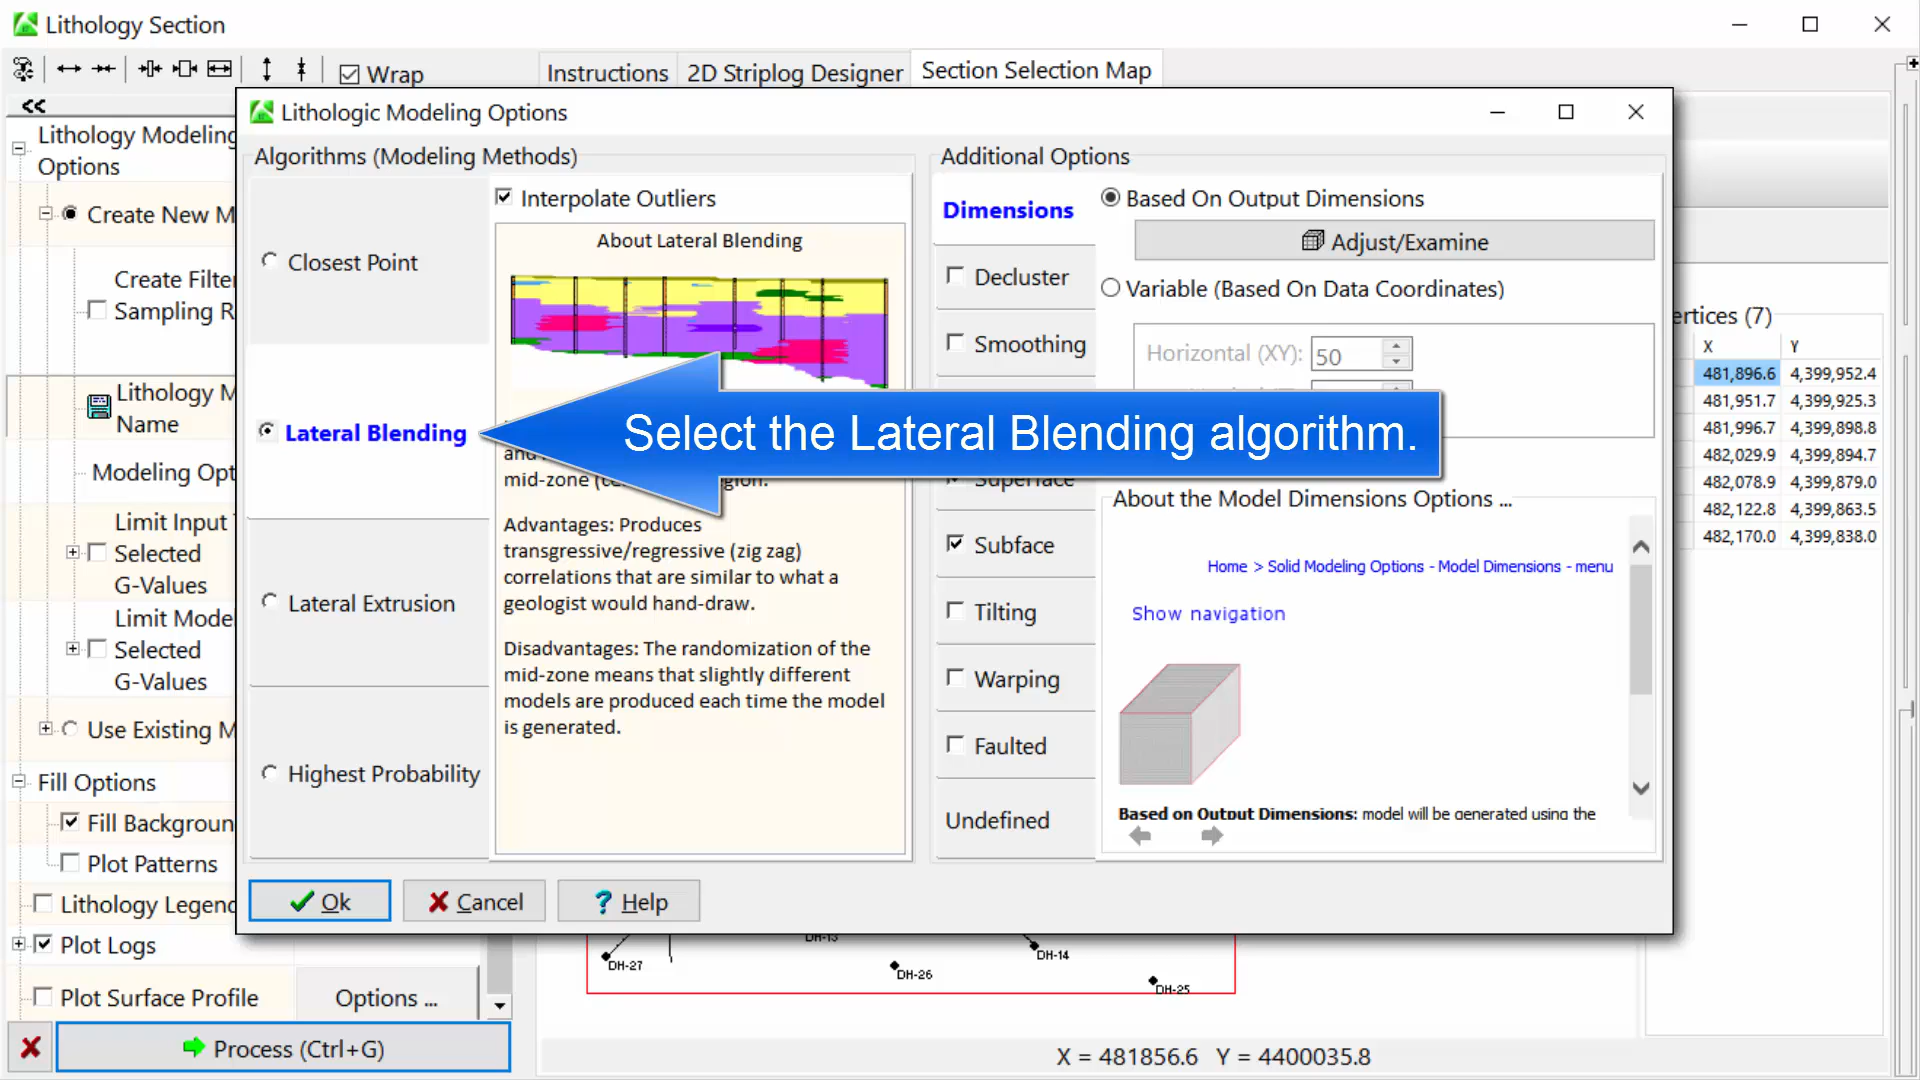 Lithology Section
Wrap
Instructions
2D Striplog Designer
Section Selection Map
<<
Lithology Modeling
Options
Create New M
Create Filter
Sampling R
Lithology M
Name
Modeling Opt
Limit Input
Selected
G-Values
Limit Mode
Selected
G-Values
Use Existing M
Fill Options
Fill Backgroun
Plot Patterns
Lithology Legend
Plot Logs
Plot Surface Profile
Options ...
Process (Ctrl+G)
Lithologic Modeling Options
Algorithms (Modeling Methods)
Closest Point
Lateral Blending
Lateral Extrusion
Highest Probability
Interpolate Outliers
About Lateral Blending
Select the Lateral Blending algorithm.
mid-zone
Advantages: Produces
transgressive/regressive (zig zag)
correlations that are similar to what a
geologist would hand-draw.
Disadvantages: The randomization of the
mid-zone means that slightly different
models are produced each time the model
is generated.
Additional Options
Dimensions
Decluster
Smoothing
Superface
Subface
Tilting
Warping
Faulted
Undefined
Based On Output Dimensions
Adjust/Examine
Variable (Based On Data Coordinates)
Horizontal (XY): 50
About the Model Dimensions Options ...
Home > Solid Modeling Options - Model Dimensions - menu
Show navigation
Based on Output Dimensions: model will be generated using the
Ok
Cancel
? Help
ertices (7)
X Y
481,896.6 4,399,952.4
481,951.7 4,399,925.3
481,996.7 4,399,898.8
482,029.9 4,399,894.7
482,078.9 4,399,879.0
482,122.8 4,399,863.5
482,170.0 4,399,838.0
DH-13
DH-27
DH-14
DH-26
DH-25
X = 481856.6 Y = 4400035.8